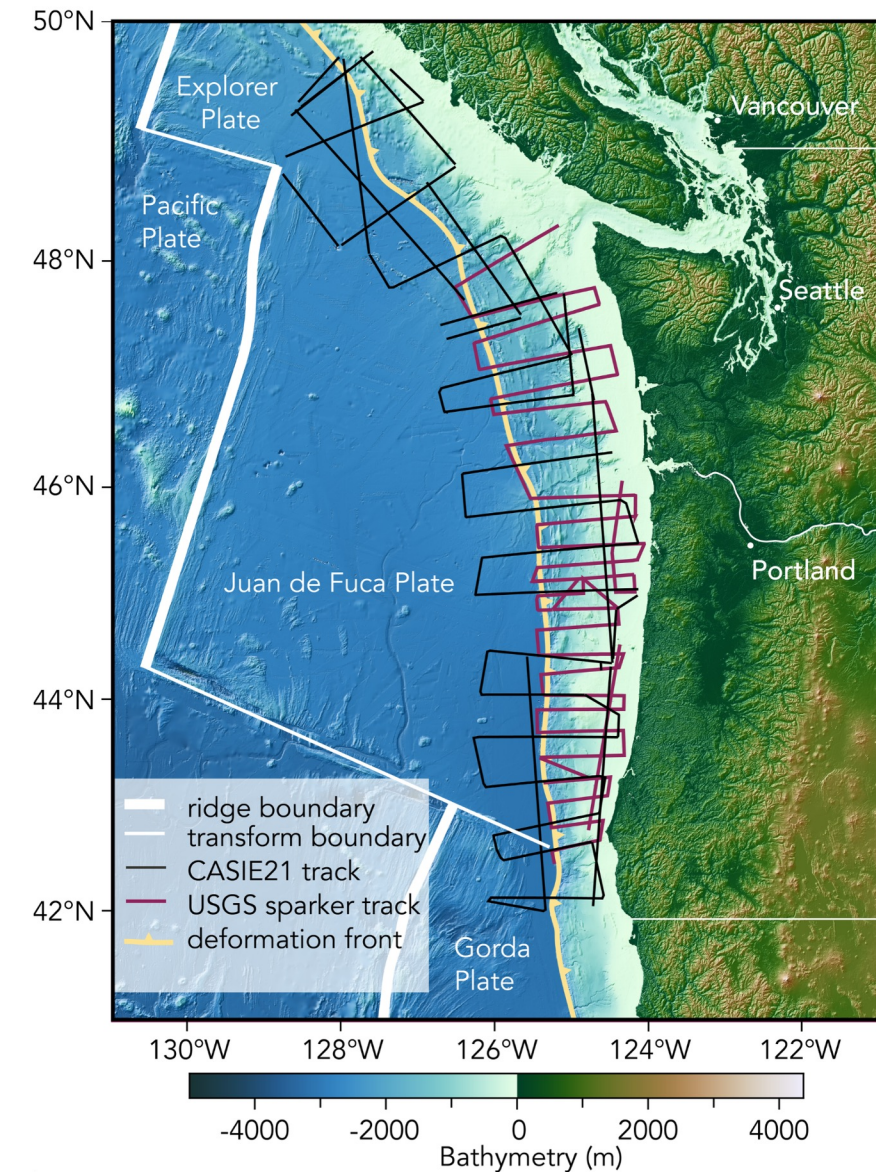 50°N
48°N
46°N
44°N
42°N
Explorer
Plate
Pacific
Plate
Vancouver
Seattle
Portland
Juan de Fuca Plate
Gorda
Plate
ridge boundary
transform boundary
CASIE21 track
USGS sparker track
deformation front
130°W 128°W 126°W 124°W 122°W
-4000 -2000 0 2000 4000
Bathymetry (m)